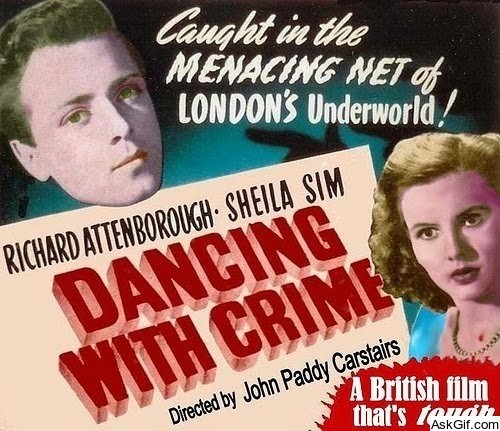 Caught in the
MENACING NET of
LONDON'S Underworld!
RICHARD ATTENBOROUGH · SHEILA SIM
DANCING
WITH CRIME
Directed by John Paddy Carstairs
A British film
that's tough
AskGif.com